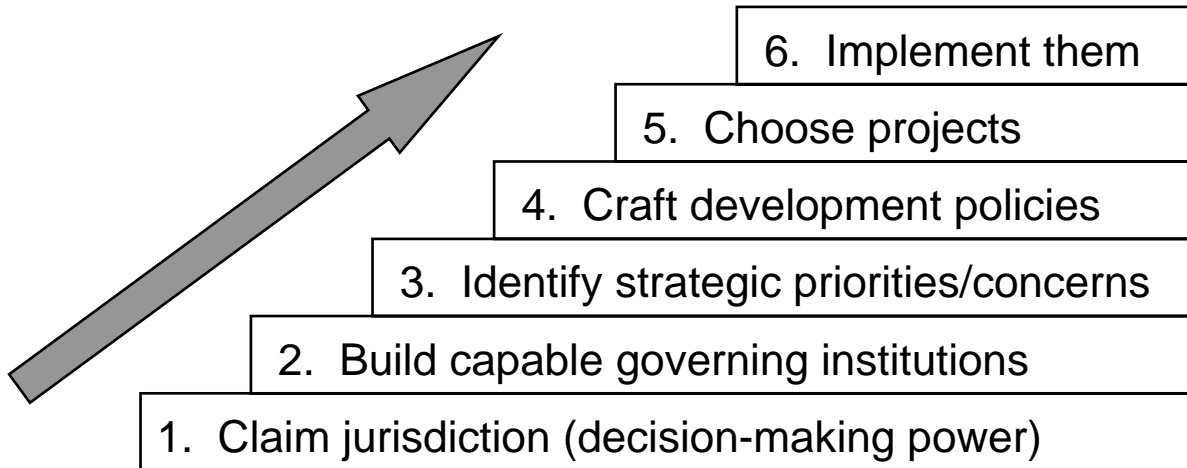 6. Implement them
5. Choose projects
4. Craft development policies
3. Identify strategic priorities/concerns
2. Build capable governing institutions
1. Claim jurisdiction (decision-making power)